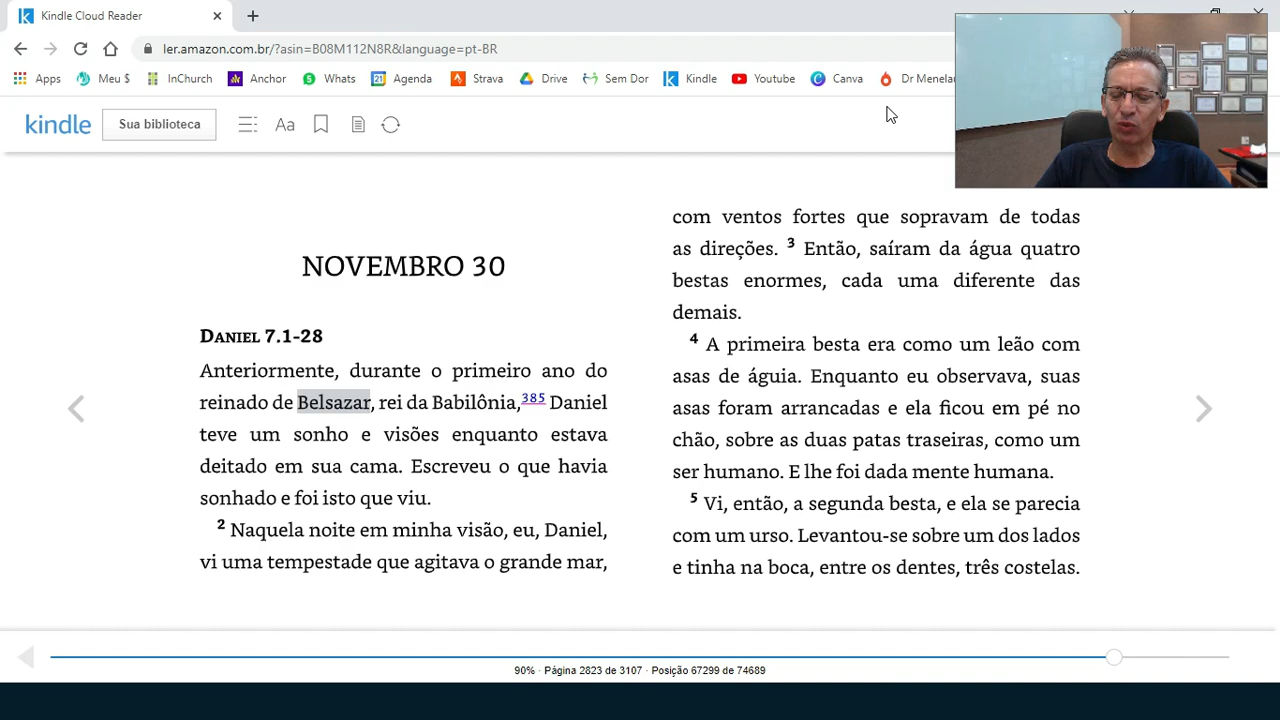 Kindle Cloud Reader
ler.amazon.com.br/?asin=B08M112N8R&language=pt-BR
Apps Meu $ InChurch Anchor Whats Agenda Strava Drive Sem Dor Kindle Youtube Canva Dr Menelau
kindle Sua biblioteca Aa
NOVEMBRO 30
DANIEL 7.1-28
Anteriormente, durante o primeiro ano do
reinado de Belsazar, rei da Babilônia,385 Daniel
teve um sonho e visões enquanto estava
deitado em sua cama. Escreveu o que havia
sonhado e foi isto que viu.
2 Naquela noite em minha visão, eu, Daniel,
vi uma tempestade que agitava o grande mar,
com ventos fortes que sopravam de todas
as direções. 3 Então, saíram da água quatro
bestas enormes, cada uma diferente das
demais.
4 A primeira besta era como um leão com
asas de águia. Enquanto eu observava, suas
asas foram arrancadas e ela ficou em pé no
chão, sobre as duas patas traseiras, como um
ser humano. E lhe foi dada mente humana.
5 Vi, então, a segunda besta, e ela se parecia
com um urso. Levantou-se sobre um dos lados
e tinha na boca, entre os dentes, três costelas.
90% · Página 2823 de 3107 · Posição 67299 de 74689